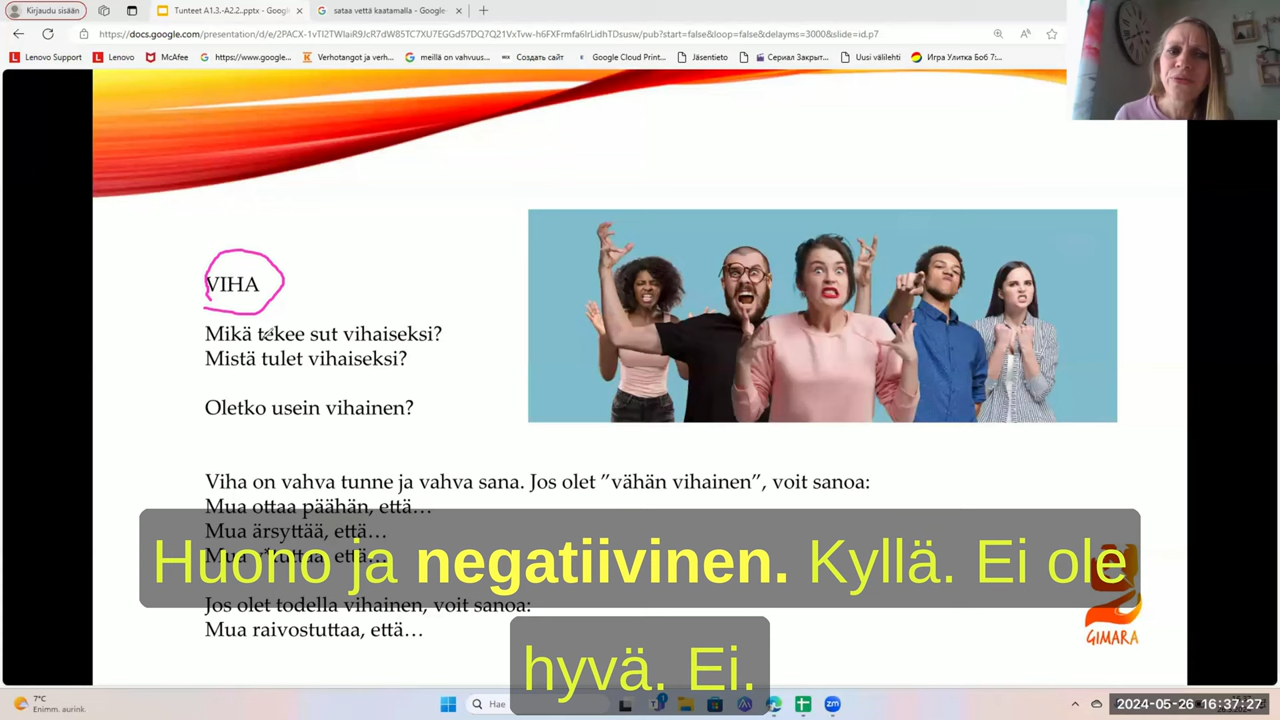 Kirjaudu sisään
Tunteet A1.3.-A2.2..pptx - Googl
sataa vettä kaatamalla - Google
https://docs.google.com/presentation/d/e/2PACX-1vTI2TWIaiR9JcR7dW85TC7XU7EGGd57DQ7Q21VxTvw-h6FXFrmfa6IrLidhTDsusw/pub?start=false&loop=false&delayms=3000&slide=id.p7
Lenovo Support
Lenovo
McAfee
https://www.google...
Verhotangot ja verh...
meillä on vahvuus...
Создать сайт
Google Cloud Print...
Jäsentieto
Сериал Закрыт...
Uusi välilehti
Игра Улитка Боб 7:...
VIHA
Mikä tekee sut vihaiseksi?
Mistä tulet vihaiseksi?
Oletko usein vihainen?
Viha on vahva tunne ja vahva sana. Jos olet ”vähän vihainen”, voit sanoa:
Mua ottaa päähän, että…
Mua ärsyttää, että…
Huoho ja negatiivinen. Kyllä. Ei ole
hyvä. Ei.
Jos olet todella vihainen, voit sanoa:
Mua raivostuttaa, että…
GIMARA
7°C
Enimm. aurink.
Hae
zm
2024-05-26 16:37:27